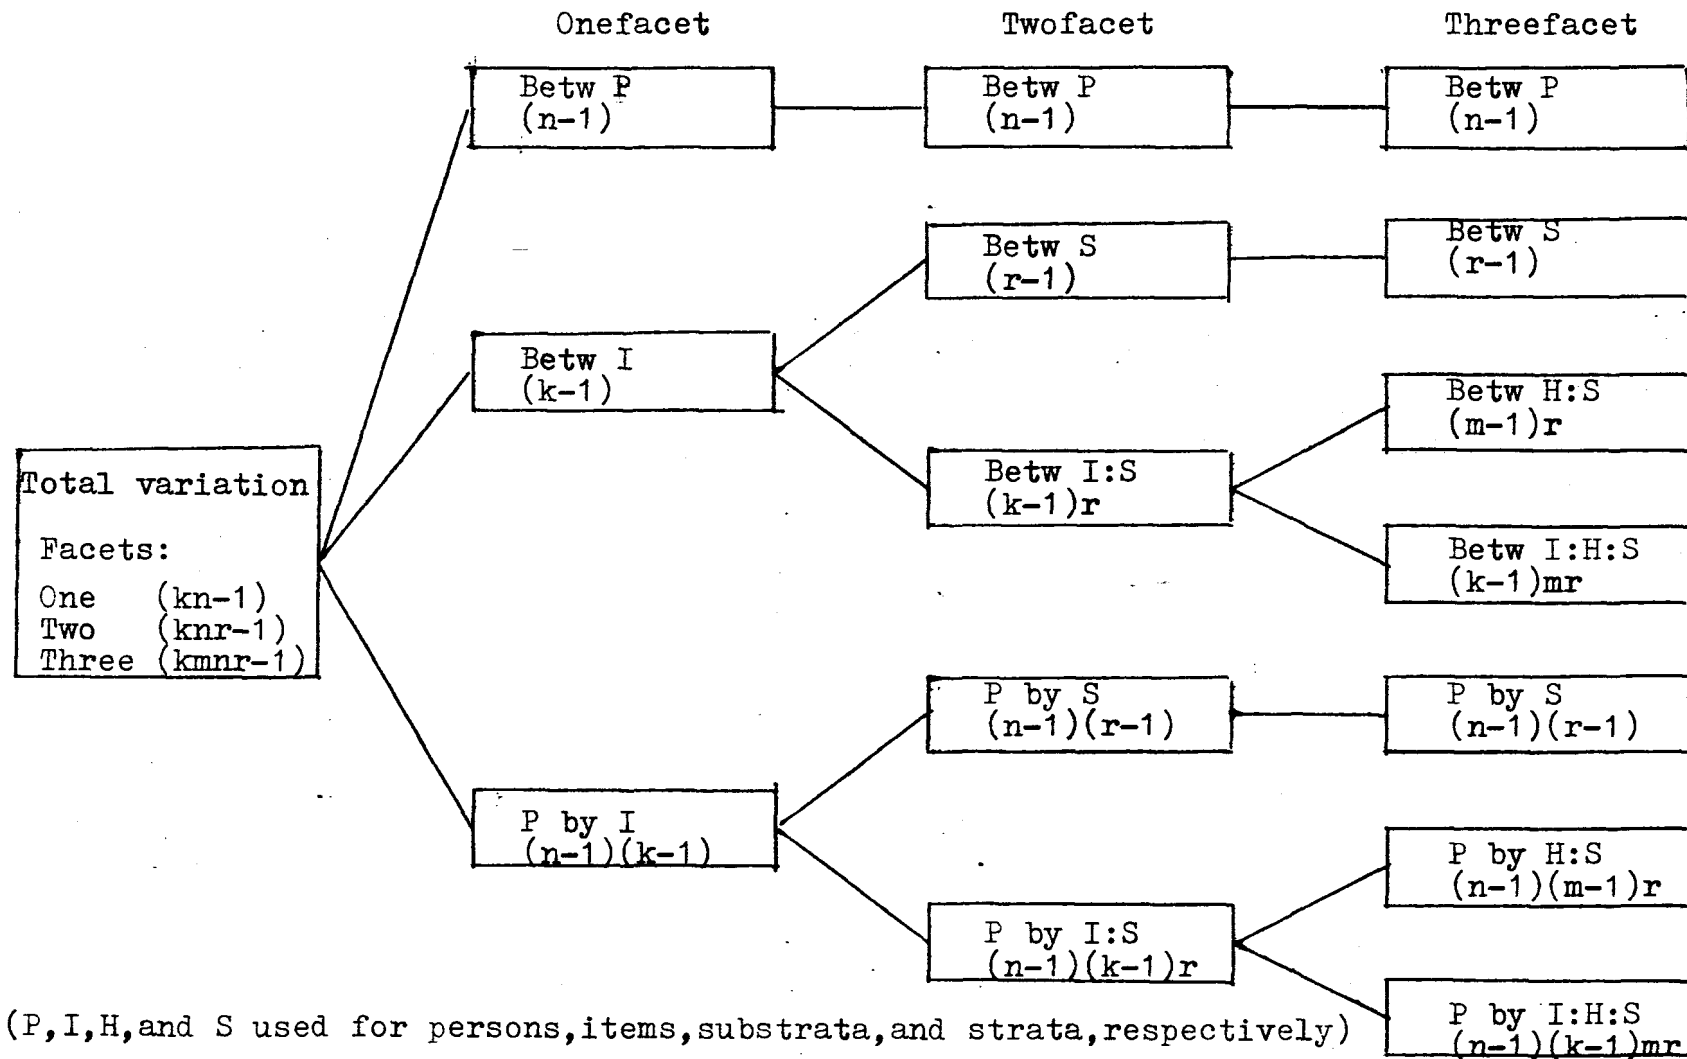 Onefacet
Twofacet
Threefacet
Betw P
(n-1)
Betw P
(n-1)
Betw P
(n-1)
Betw S
(r-1)
Betw S
(r-1)
Betw I
(k-1)
Betw H:S
(m-1)r
Betw I:S
(k-1)r
Betw I:H:S
(k-1)mr
Total variation
Facets:
One (kn-1)
Two (knr-1)
Three (kmnr-1)
P by S
(n-1)(r-1)
P by S
(n-1)(r-1)
P by I
(n-1)(k-1)
P by H:S
(n-1)(m-1)r
P by I:S
(n-1)(k-1)r
P by I:H:S
(n-1)(k-1)mr
(P,I,H,and S used for persons,items,substrata,and strata,respectively)